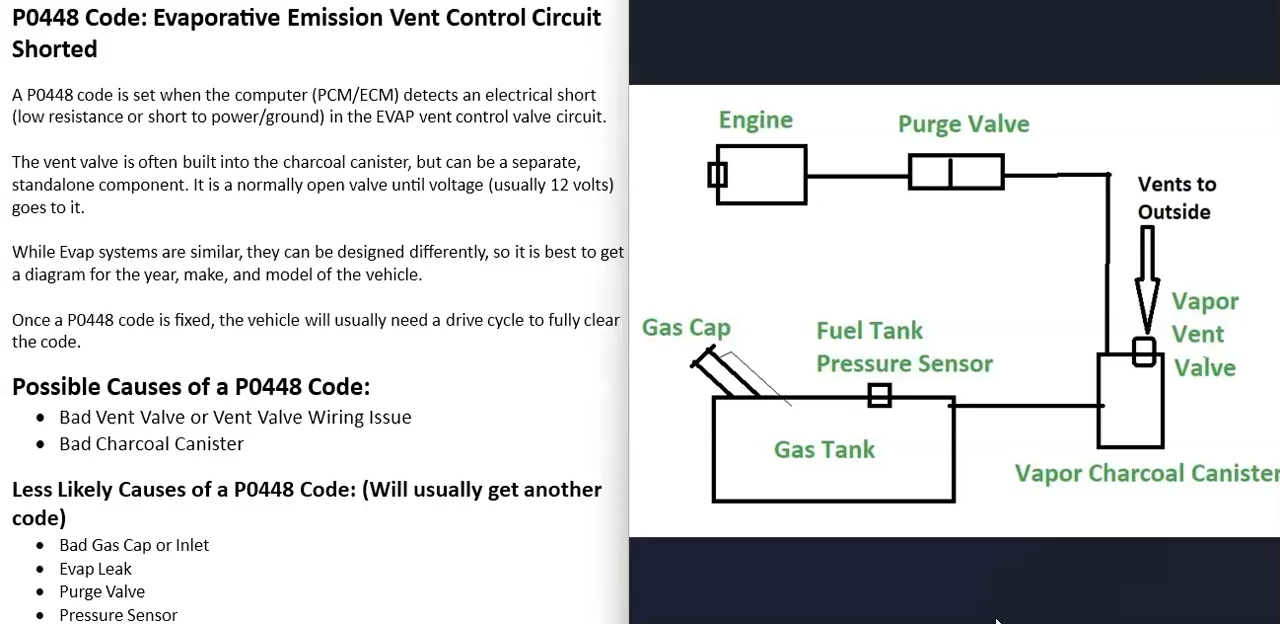 P0448 Code: Evaporative Emission Vent Control Circuit
Shorted
A P0448 code is set when the computer (PCM/ECM) detects an electrical short
(low resistance or short to power/ground) in the EVAP vent control valve circuit.
The vent valve is often built into the charcoal canister, but can be a separate,
standalone component. It is a normally open valve until voltage (usually 12 volts)
goes to it.
While Evap systems are similar, they can be designed differently, so it is best to get
a diagram for the year, make, and model of the vehicle.
Once a P0448 code is fixed, the vehicle will usually need a drive cycle to fully clear
the code.
Possible Causes of a P0448 Code:
• Bad Vent Valve or Vent Valve Wiring Issue
• Bad Charcoal Canister
Less Likely Causes of a P0448 Code: (Will usually get another
code)
• Bad Gas Cap or Inlet
• Evap Leak
• Purge Valve
• Pressure Sensor
Engine
Purge Valve
Vents to
Outside
Vapor
Vent
Valve
Gas Cap
Fuel Tank
Pressure Sensor
Gas Tank
Vapor Charcoal Canister